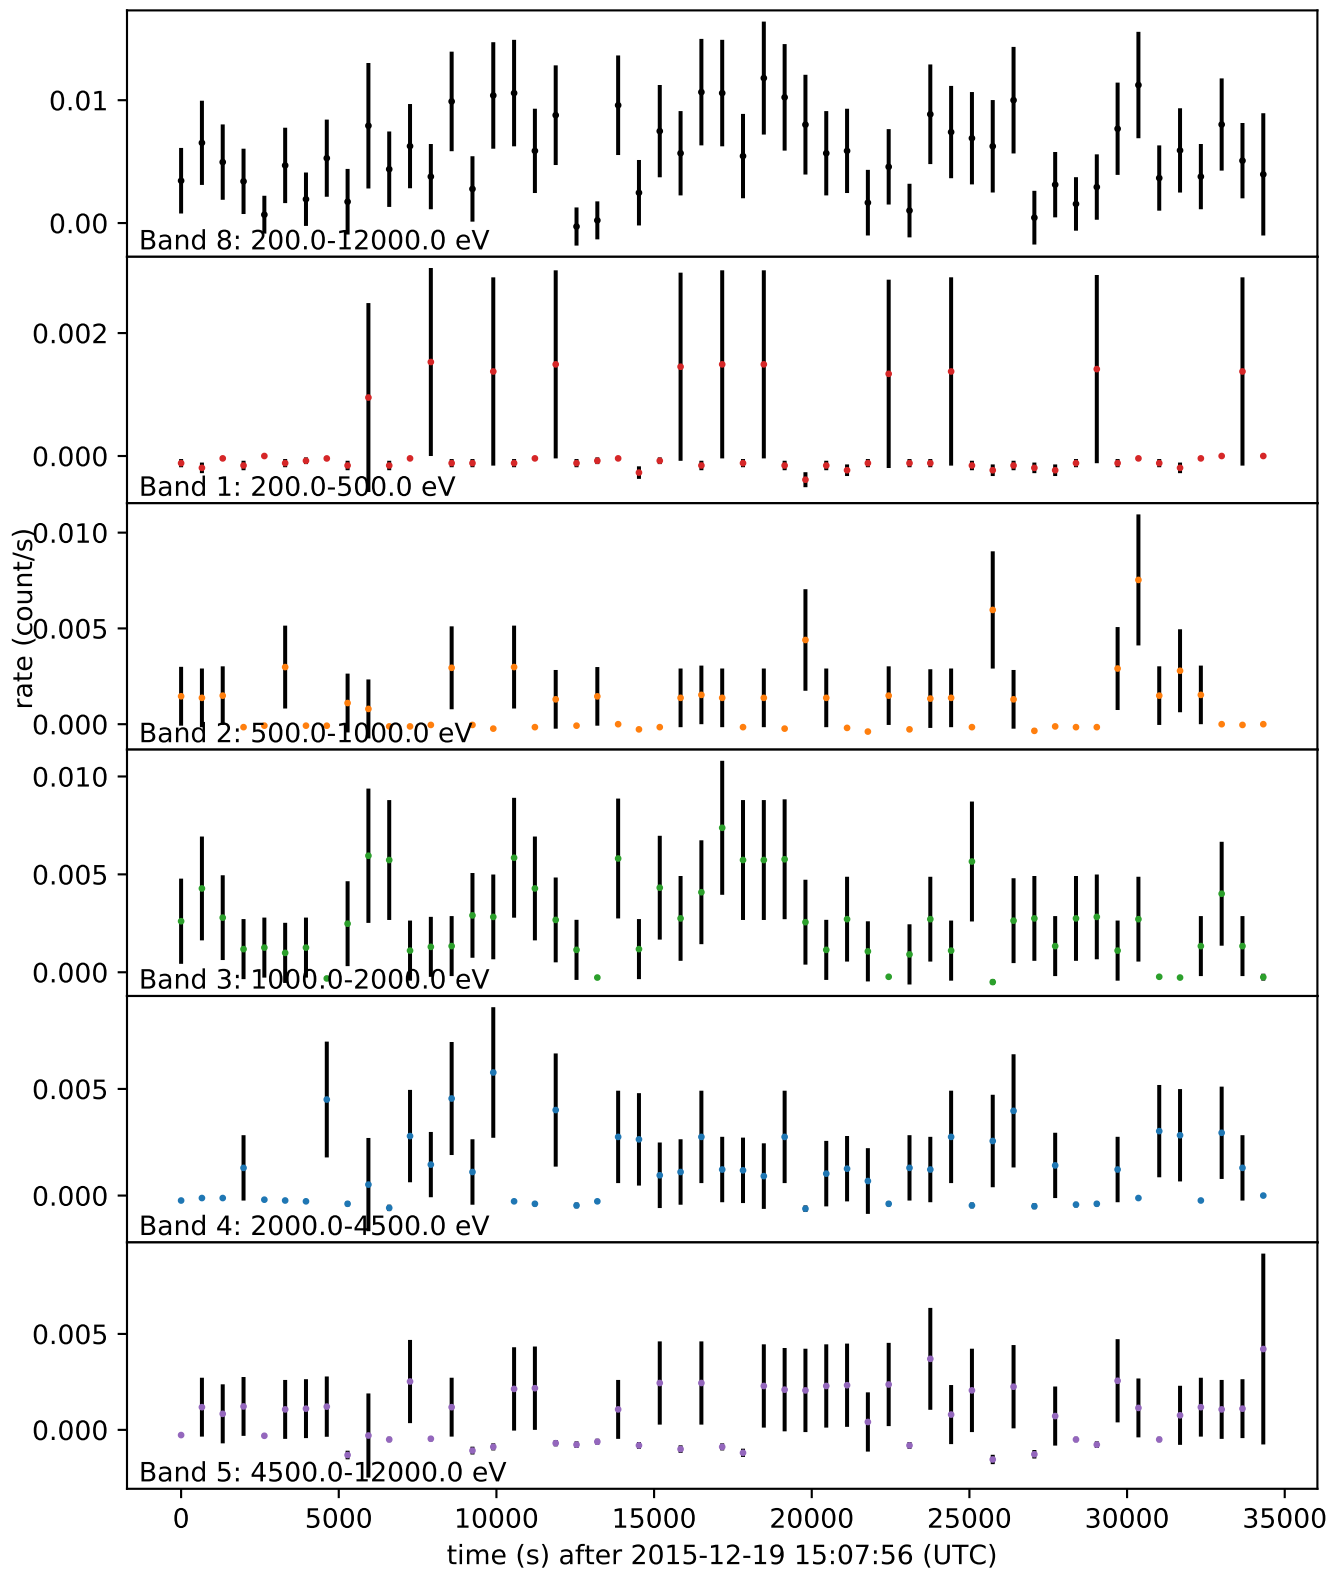 0.01
0.00
Band 8: 200.0-12000.0 eV
0.002
0.000
Band 1: 200.0-500.0 eV
rate (count/s)
0.010
0.005
0.000
Band 2: 500.0-1000.0 eV
0.010
0.005
0.000
Band 3: 1000.0-2000.0 eV
0.005
0.000
Band 4: 2000.0-4500.0 eV
0.005
0.000
Band 5: 4500.0-12000.0 eV
0 5000 10000 15000 20000 25000 30000 35000
time (s) after 2015-12-19 15:07:56 (UTC)